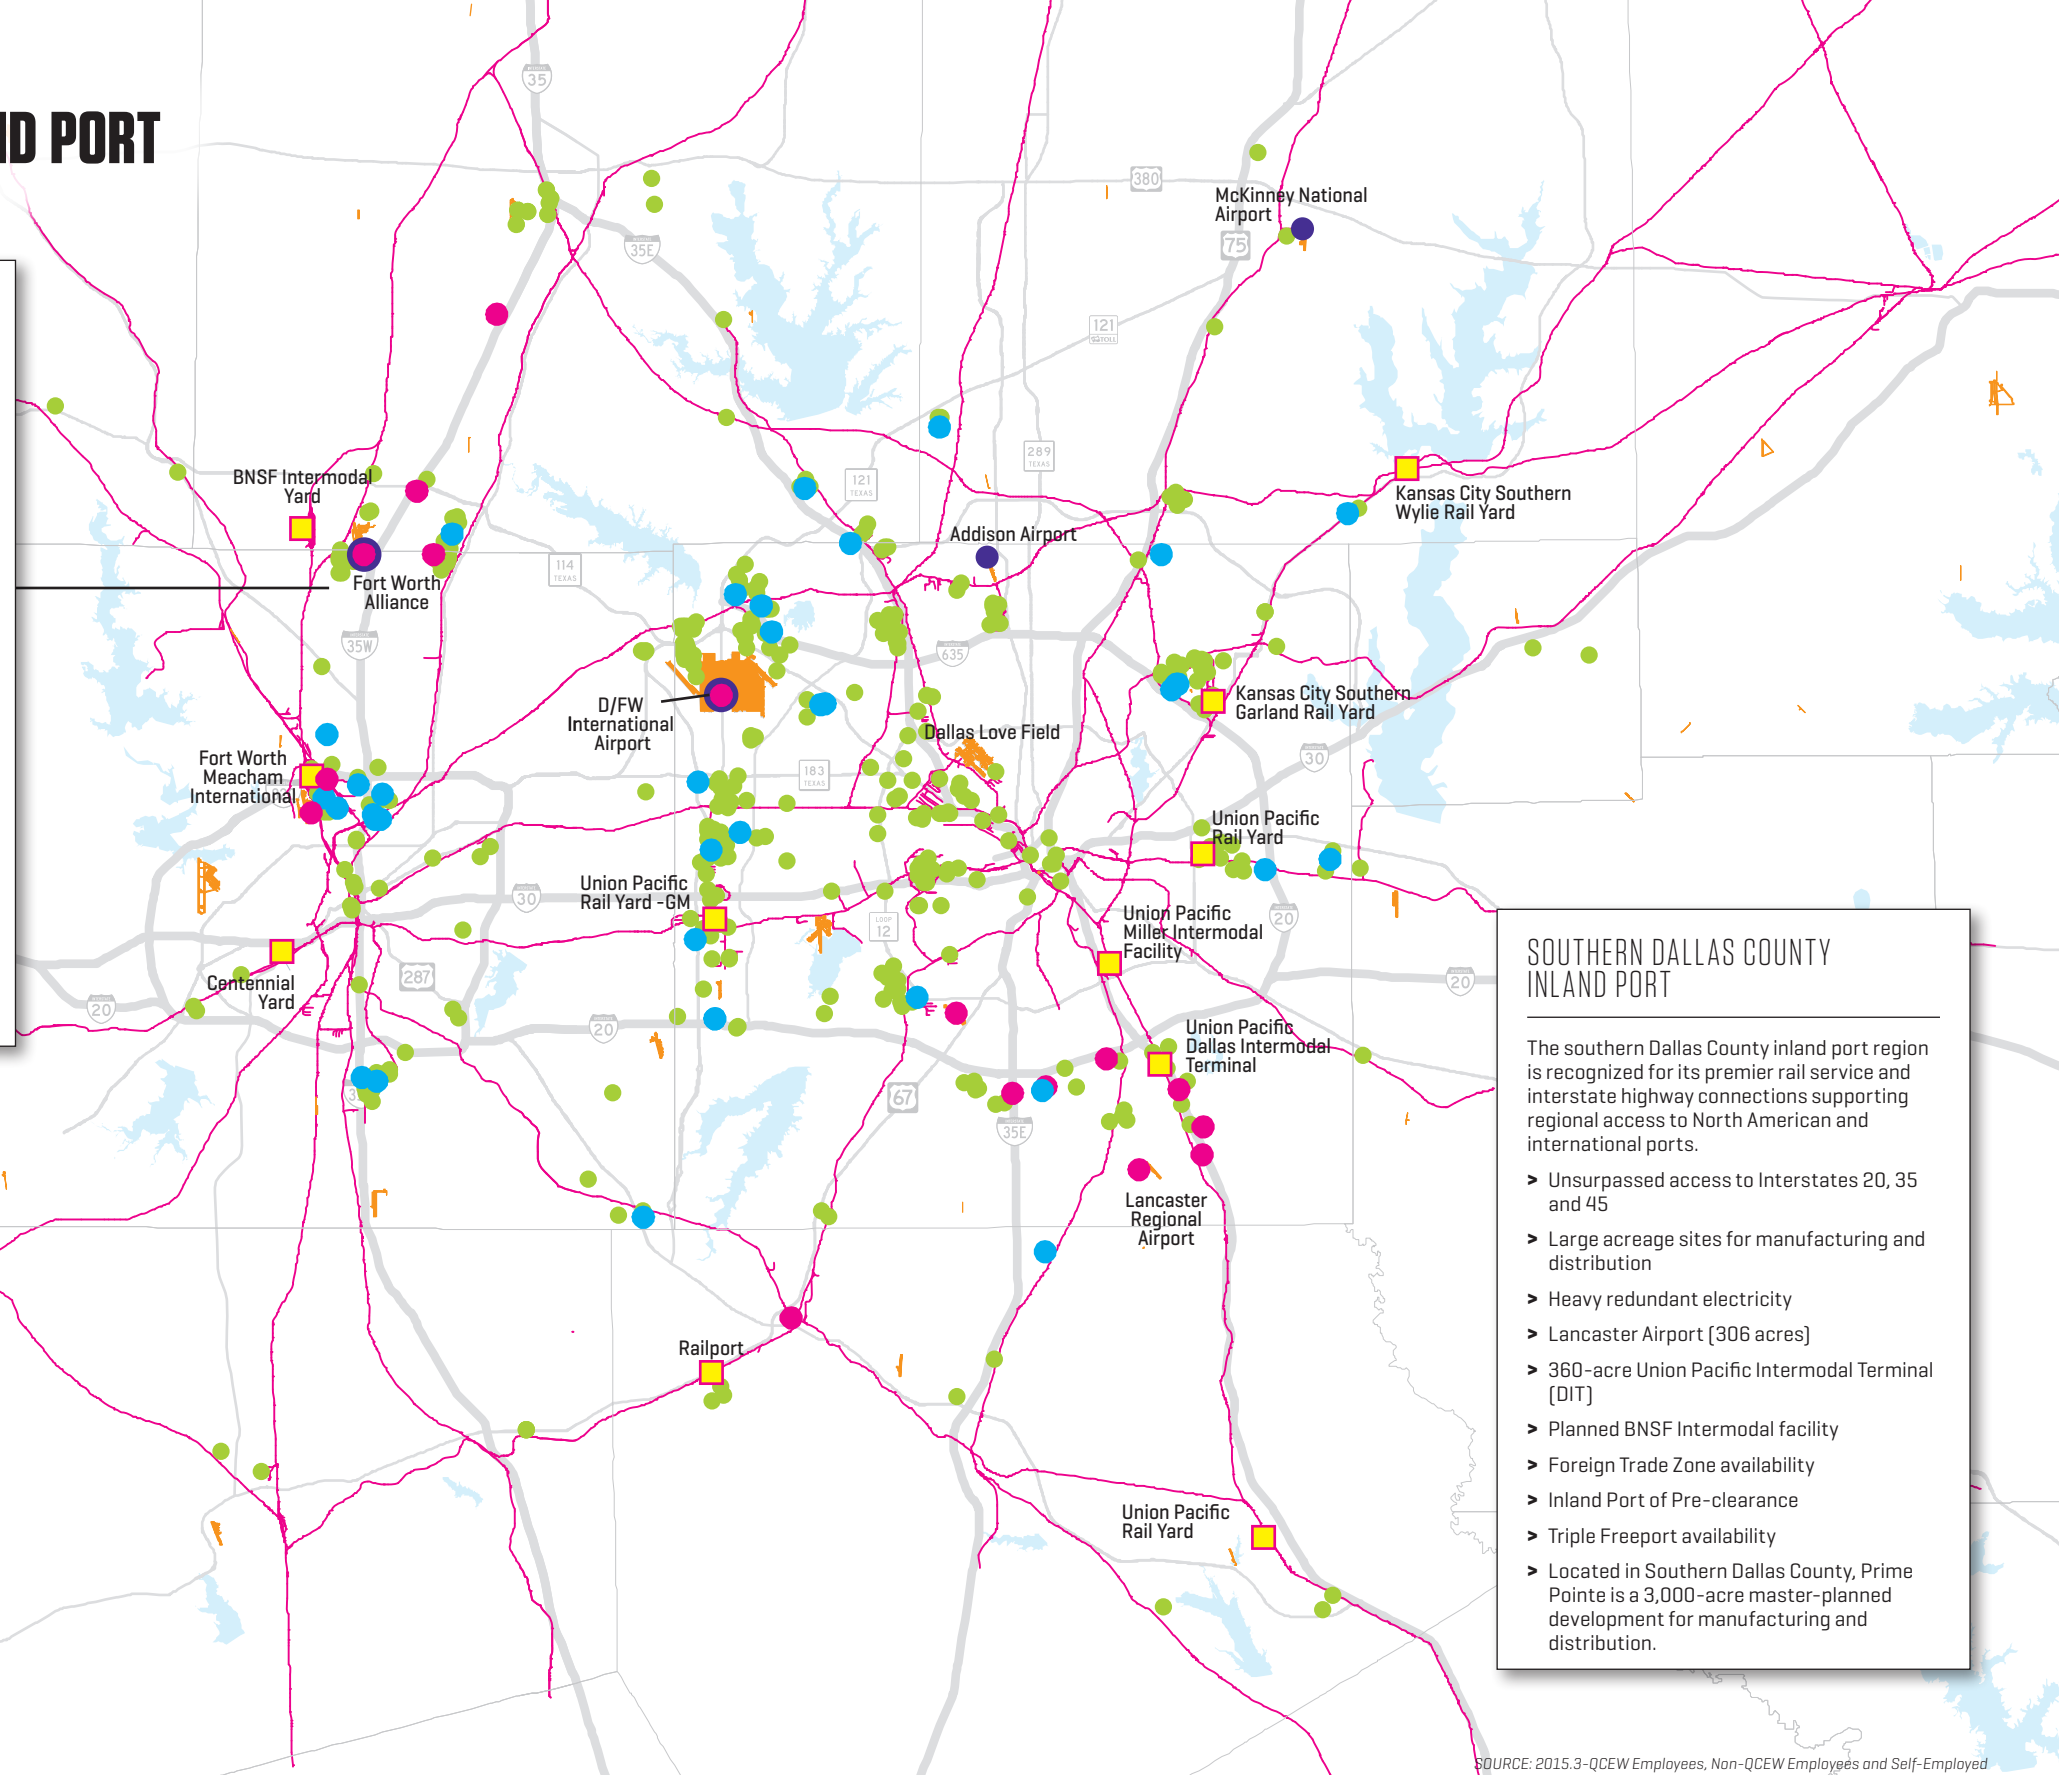 ND PORT
35
380
McKinney National
Airport
35E
75
121
TOLL
289
TEXAS
BNSF Intermodal
Yard
121
TEXAS
Kansas City Southern
Wylie Rail Yard
Addison Airport
114
TEXAS
Fort Worth
Alliance
35W
635
D/FW
International
Airport
Kansas City Southern
Garland Rail Yard
Dallas Love Field
30
Fort Worth
Meacham
International
183
TEXAS
Union Pacific
Rail Yard
Union Pacific
Rail Yard -GM
30
LOOP
12
20
Union Pacific
Miller Intermodal
Facility
287
Centennial
Yard
20
20
20
Union Pacific
Dallas Intermodal
Terminal
67
35E
Lancaster
Regional
Airport
Railport
Union Pacific
Rail Yard
SOUTHERN DALLAS COUNTY
INLAND PORT
The southern Dallas County inland port region
is recognized for its premier rail service and
interstate highway connections supporting
regional access to North American and
international ports.
> Unsurpassed access to Interstates 20, 35
and 45
> Large acreage sites for manufacturing and
distribution
> Heavy redundant electricity
> Lancaster Airport (306 acres)
> 360-acre Union Pacific Intermodal Terminal
(DIT)
> Planned BNSF Intermodal facility
> Foreign Trade Zone availability
> Inland Port of Pre-clearance
> Triple Freeport availability
> Located in Southern Dallas County, Prime
Pointe is a 3,000-acre master-planned
development for manufacturing and
distribution.
SOURCE: 2015.3-QCEW Employees, Non-QCEW Employees and Self-Employed